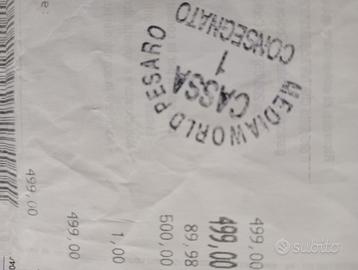 MEDIAWORLD PESARO
CASSA
1
CONSEGNATO
499,00
499,00
89,98
500,00
1,00
499,00
499,00
subito